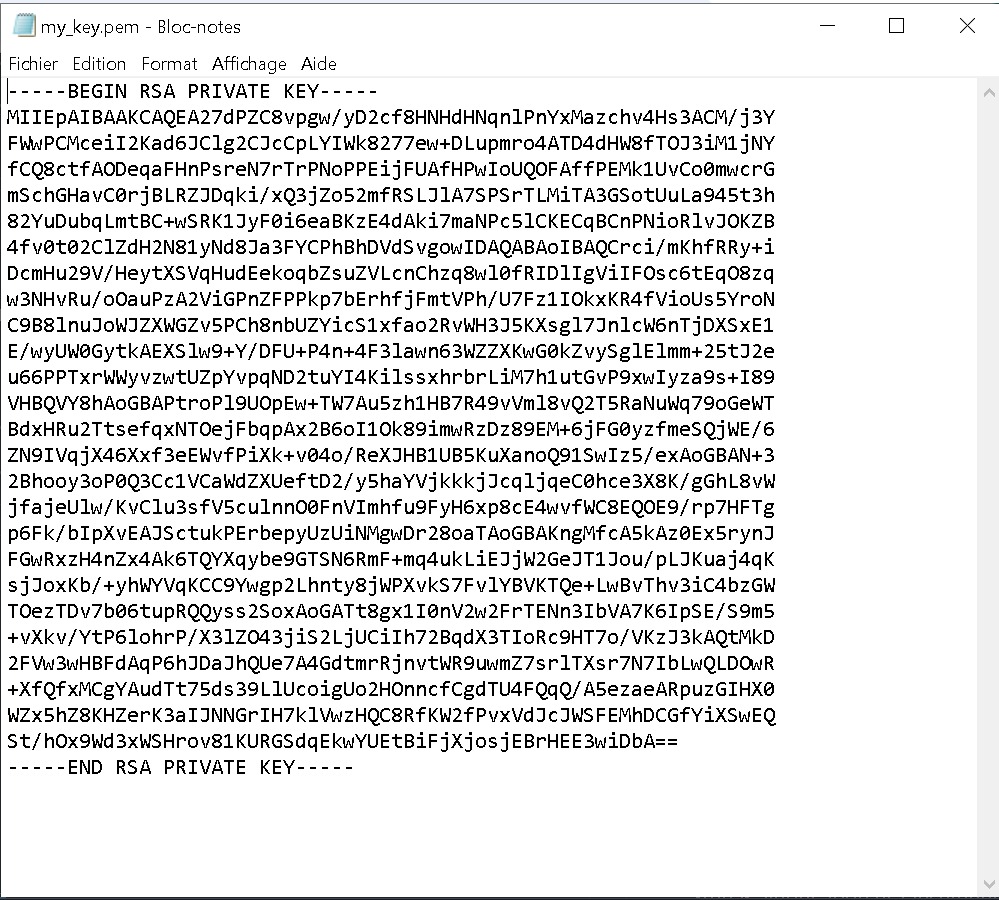 my_key.pem - Bloc-notes
Fichier Edition Format Affichage Aide
-----BEGIN RSA PRIVATE KEY-----
MIIEpAIBAAKCAQEA27dPZC8vpgw/yD2cf8HNHdHNqnlPnYxMazchv4Hs3ACM/j3Y
FWwPCMceiI2Kad6JClg2CJcCpLYIWk8277ew+DLupmro4ATD4dHW8fTOJ3iM1jNY
fCQ8ctfAODeqaFHnPsreN7rTrPNoPPEijFUAfHPwIoUQOFAffPEMk1UvCo0mwcrG
mSchGHavC0rjBLRZJDqki/xQ3jZo52mfRSLJlA7SPSrTLMiTA3GSotUuLa945t3h
82YuDubqLmtBC+wSRK1JyF0i6eaBKzE4dAki7maNPc5lCKECqBCnPNioRlvJOKZB
4fv0t02ClZdH2N81yNd8Ja3FYCPhBhDVdSvgowIDAQABAoIBAQCrci/mKhfRRy+i
DcmHu29V/HeytXSVqHudEekoqbZsuZVLcnChzq8wl0fRIDlIgViIFOsc6tEqO8zq
w3NHvRu/oOauPzA2ViGPnZFPPkp7bErhfjFmtVPh/U7Fz1IOkxKR4fVioUs5YroN
C9B8lnuJoWJZXWGZv5PCh8nbUZYicS1xfao2RvWH3J5KXsgl7JnlcW6nTjDXSxE1
E/wyUW0GytkAEXSlw9+Y/DFU+P4n+4F3lawn63WZZXKwG0kZvySglElmm+25tJ2e
u66PPTxrWWyvzwtUZpYvpqND2tuYI4Kilssxhrbr​LiM7h1utGvP9xwIyza9s+I89
VHBQVY8hAoGBAPtroPl9UOpEw+TW7Au5zh1HB7R49vVml8vQ2T5RaNuWq79oGeWT
BdxHRu2TtsefqxNTOejFbqpAx2B6oI1Ok89imwRzDz89EM+6jFG0yzfmeSQjWE/6
ZN9IVqjX46Xxf3eEWvfPiXk+v04o/ReXJHB1UB5KuXanoQ91SwIz5/exAoGBAN+3
2Bhooy3oP0Q3Cc1VCaWdZXUeftD2/y5haYVjkkkjJcqljqeC0hce3X8K/gGhL8vW
jfajeUlw/KvClu3sfV5culnnO0FnVImhfu9FyH6xp8cE4wvfWC8EQOE9/rp7HFTg
p6Fk/bIpXvEAJSctukPErbepyUzUiNMgwDr28oaTAoGBAKngMfcA5kAz0Ex5rynJ
FGwRxzH4nZx4Ak6TQYXqybe9GTSN6RmF+mq4ukLiEJjW2GeJT1Jou/pLJKuaj4qK
sjJoxKb/+yhWYVqKCC9Ywgp2Lhnty8jWPXvkS7FvlYBVKTQe+LwBvThv3iC4bzGW
TOezTDv7b06tupRQQyss2SoxAoGATt8gx1I0nV2w2FrTENn3IbVA7K6IpSE/S9m5
+vXkv/YtP6lohrP/X3lZO43jiS2LjUCiIh72BqdX3TIoRc9HT7o/VKzJ3kAQtMkD
2FVw3wHBFdAqP6hJDaJhQUe7A4GdtmrRjnvtWR9uwmZ7srlTXsr7N7IbLwQLDOwR
+XfQfxMCgYAudTt75ds39LlUcoigUo2HOnncfCgdTU4FQqQ/A5ezaeARpuzGIHX0
WZx5hZ8KHZerK3aIJNNGrIH7klVwzHQC8RfKW2fPvxVdJcJWSFEMhDCGfYiXSwEQ
St/hOx9Wd3xWSHrov81KURGSdqEkwYUEtBiFjXjosjEBrHEE3wiDbA==
-----END RSA PRIVATE KEY-----